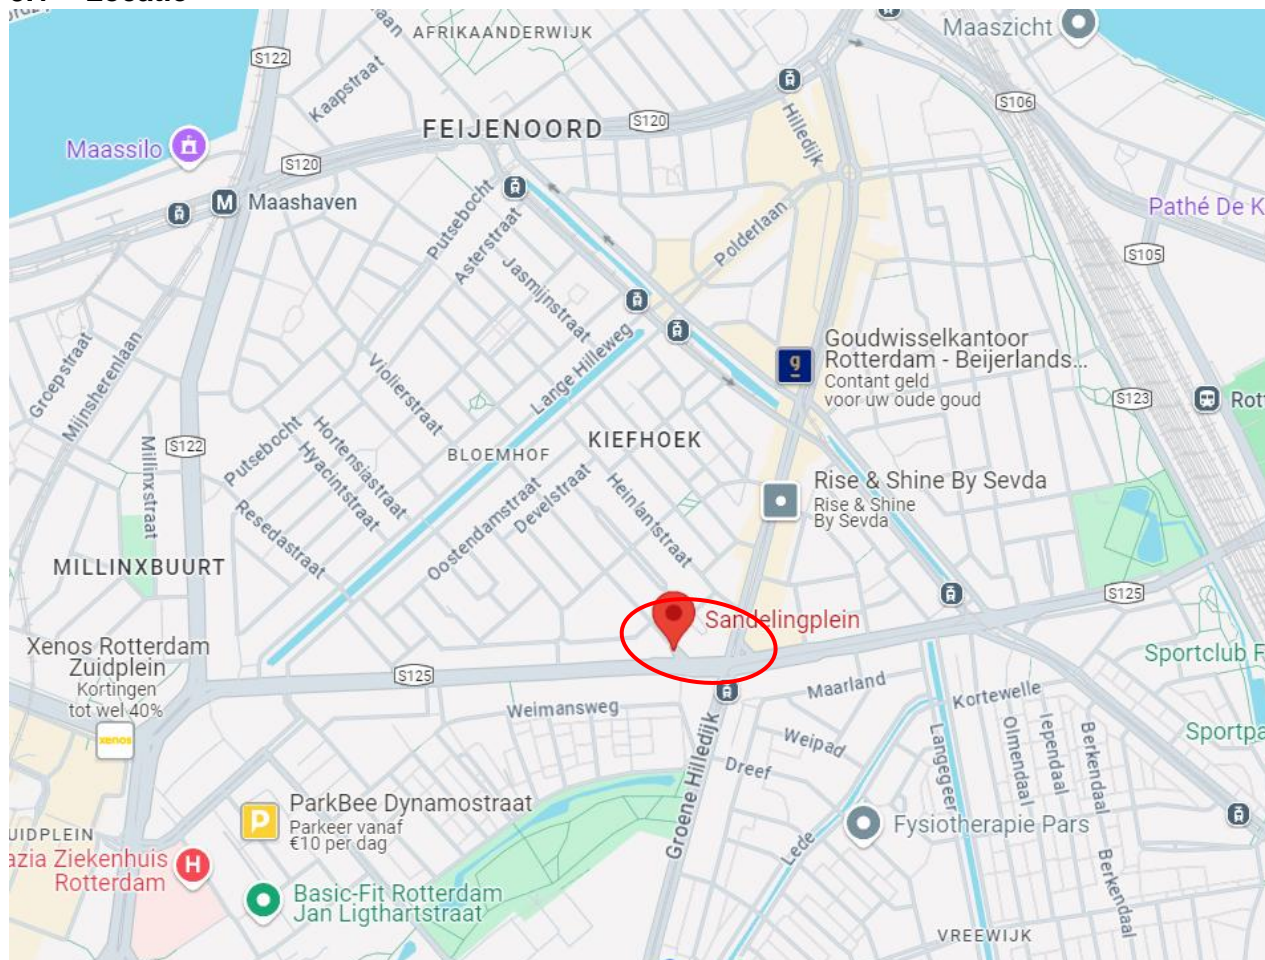 Maaszicht
AFRIKAANDERWIJK
S122
Kaapstraat
S106
FEIJENOORD
S120
Hilledijk
Maassilo
S120
M
Maashaven
Putsebocht
Asterstraat
Polderlaan
Pathé De K
S105
Jasmijnstraat
Groepstraat
Mijnsherenlaan
Violierstraat
Lange Hilleweg
g
Goudwisselkantoor
Rotterdam - Beijerlands...
Contant geld
voor uw oude goud
S123
Rot
KIEFHOEK
S122
Millinxstraat
Putsebocht
Hortensiastraat
Hyacintstraat
BLOEMHOF
Rise & Shine By Sevda
Rise & Shine
By Sevda
Oostendamstraat
Develstraat
Heinlantstraat
Resedastraat
MILLINXBUURT
S125
Sandelingplein
Xenos Rotterdam
Zuidplein
Kortingen
tot wel 40%
xenos
S125
Sportclub F
Maarland
Kortewelle
Weimansweg
Groene Hilledijk
Weipad
Dreef
Langegeer
Olmendaal
Iependaal
Berkendaal
Sportpa
P
ParkBee Dynamostraat
Parkeer vanaf
€10 per dag
UIDPLEIN
azia Ziekenhuis
Rotterdam
H
Lede
Fysiotherapie Pars
Berkendaal
Basic-Fit Rotterdam
Jan Ligthartstraat
VREEWIJK